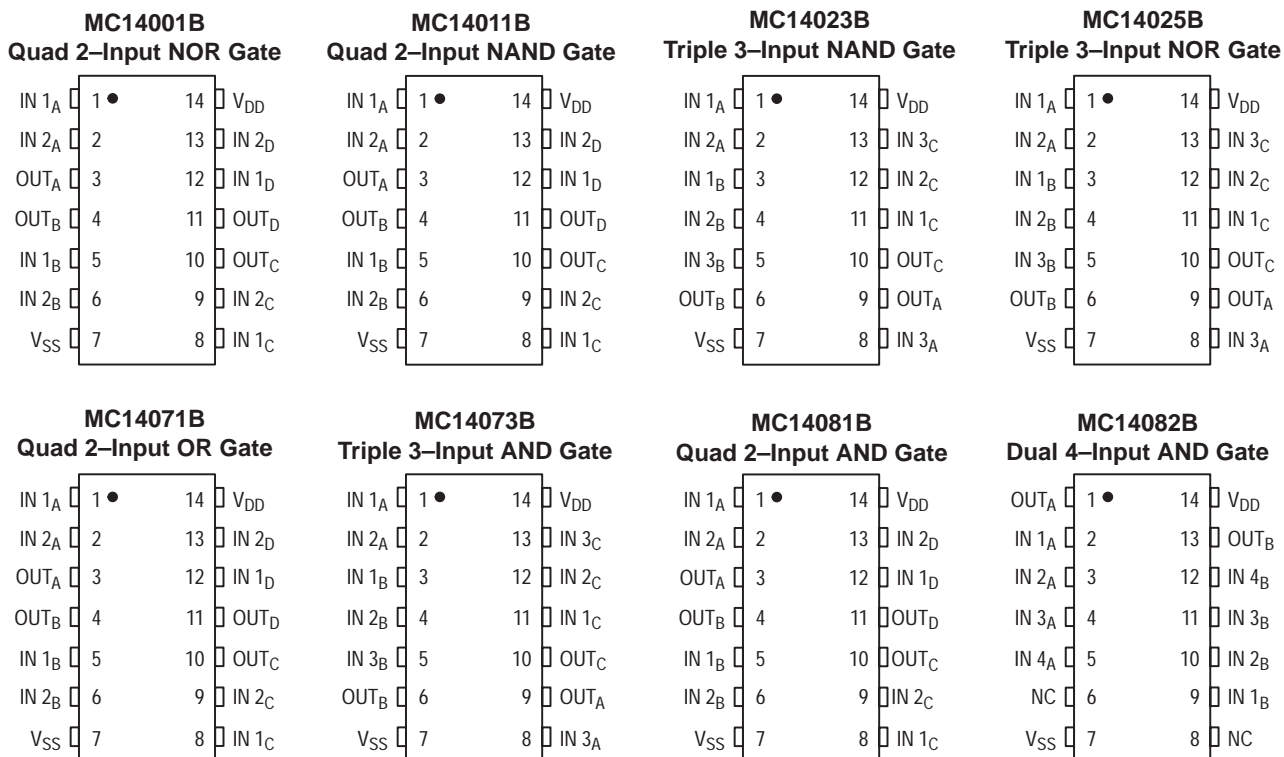 MC14001B
Quad 2–Input NOR Gate
IN 1A 1 14 VDD
IN 2A 2 13 IN 2D
OUTA 3 12 IN 1D
OUTB 4 11 OUTD
IN 1B 5 10 OUTC
IN 2B 6 9 IN 2C
VSS 7 8 IN 1C
MC14011B
Quad 2–Input NAND Gate
IN 1A 1 14 VDD
IN 2A 2 13 IN 2D
OUTA 3 12 IN 1D
OUTB 4 11 OUTD
IN 1B 5 10 OUTC
IN 2B 6 9 IN 2C
VSS 7 8 IN 1C
MC14023B
Triple 3–Input NAND Gate
IN 1A 1 14 VDD
IN 2A 2 13 IN 3C
IN 1B 3 12 IN 2C
IN 2B 4 11 IN 1C
IN 3B 5 10 OUTC
OUTB 6 9 OUTA
VSS 7 8 IN 3A
MC14025B
Triple 3–Input NOR Gate
IN 1A 1 14 VDD
IN 2A 2 13 IN 3C
IN 1B 3 12 IN 2C
IN 2B 4 11 IN 1C
IN 3B 5 10 OUTC
OUTB 6 9 OUTA
VSS 7 8 IN 3A
MC14071B
Quad 2–Input OR Gate
IN 1A 1 14 VDD
IN 2A 2 13 IN 2D
OUTA 3 12 IN 1D
OUTB 4 11 OUTD
IN 1B 5 10 OUTC
IN 2B 6 9 IN 2C
VSS 7 8 IN 1C
MC14073B
Triple 3–Input AND Gate
IN 1A 1 14 VDD
IN 2A 2 13 IN 3C
IN 1B 3 12 IN 2C
IN 2B 4 11 IN 1C
IN 3B 5 10 OUTC
OUTB 6 9 OUTA
VSS 7 8 IN 3A
MC14081B
Quad 2–Input AND Gate
IN 1A 1 14 VDD
IN 2A 2 13 IN 2D
OUTA 3 12 IN 1D
OUTB 4 11 OUTD
IN 1B 5 10 OUTC
IN 2B 6 9 IN 2C
VSS 7 8 IN 1C
MC14082B
Dual 4–Input AND Gate
OUTA 1 14 VDD
IN 1A 2 13 OUTB
IN 2A 3 12 IN 4B
IN 3A 4 11 IN 3B
IN 4A 5 10 IN 2B
NC 6 9 IN 1B
VSS 7 8 NC